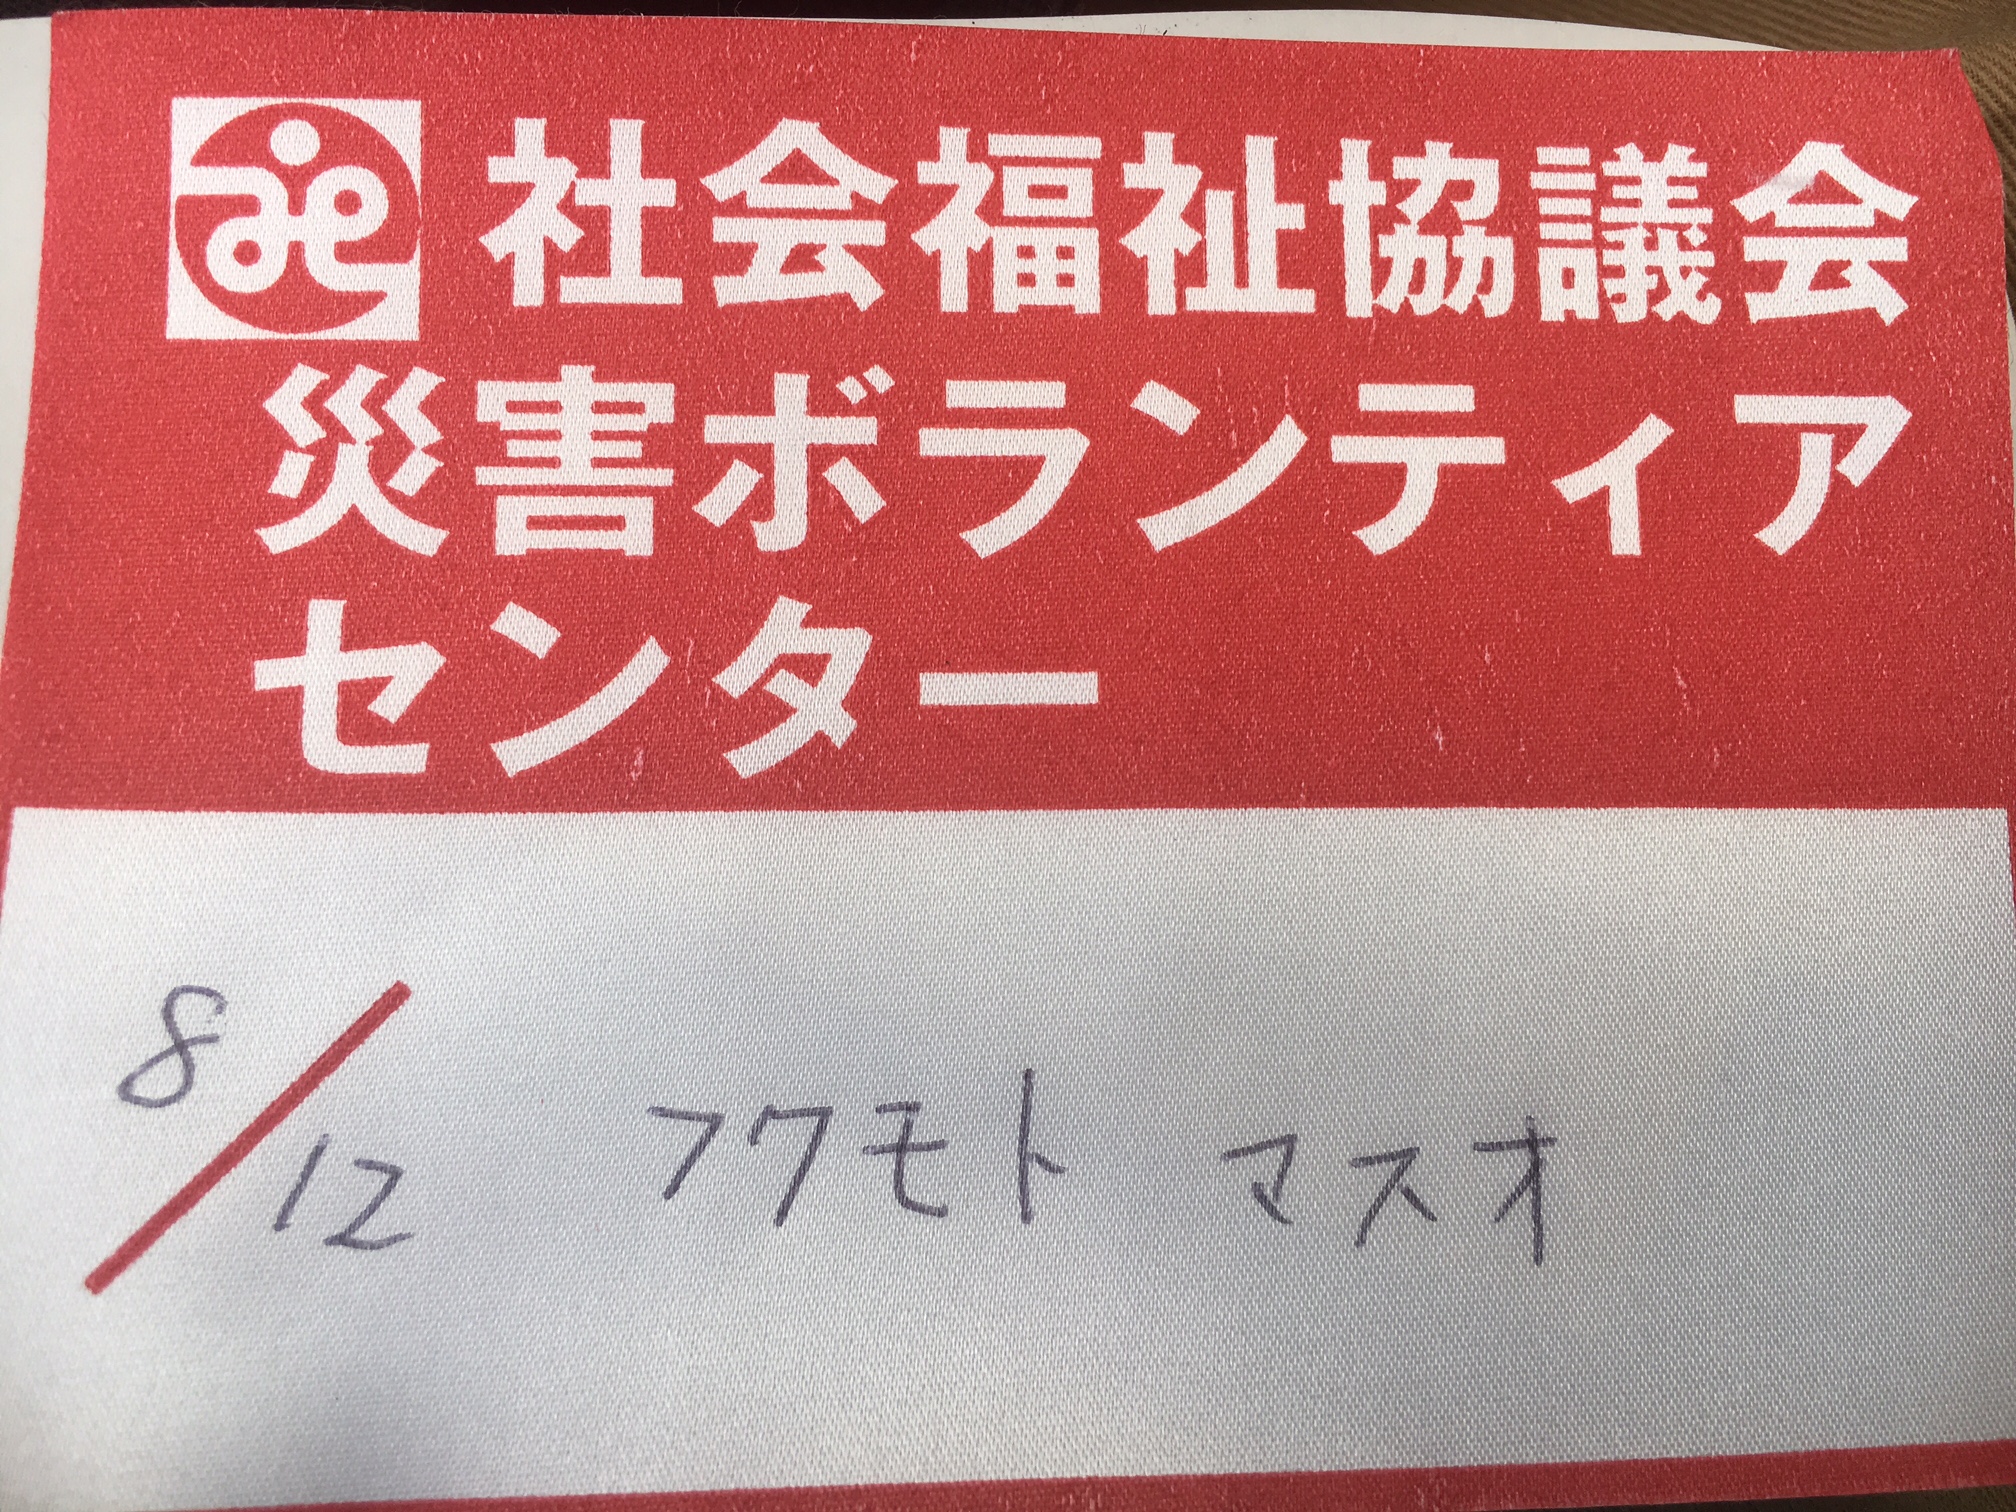 社会福祉協議会
災害ボランティア
センター
8/12 フクモト マスオ